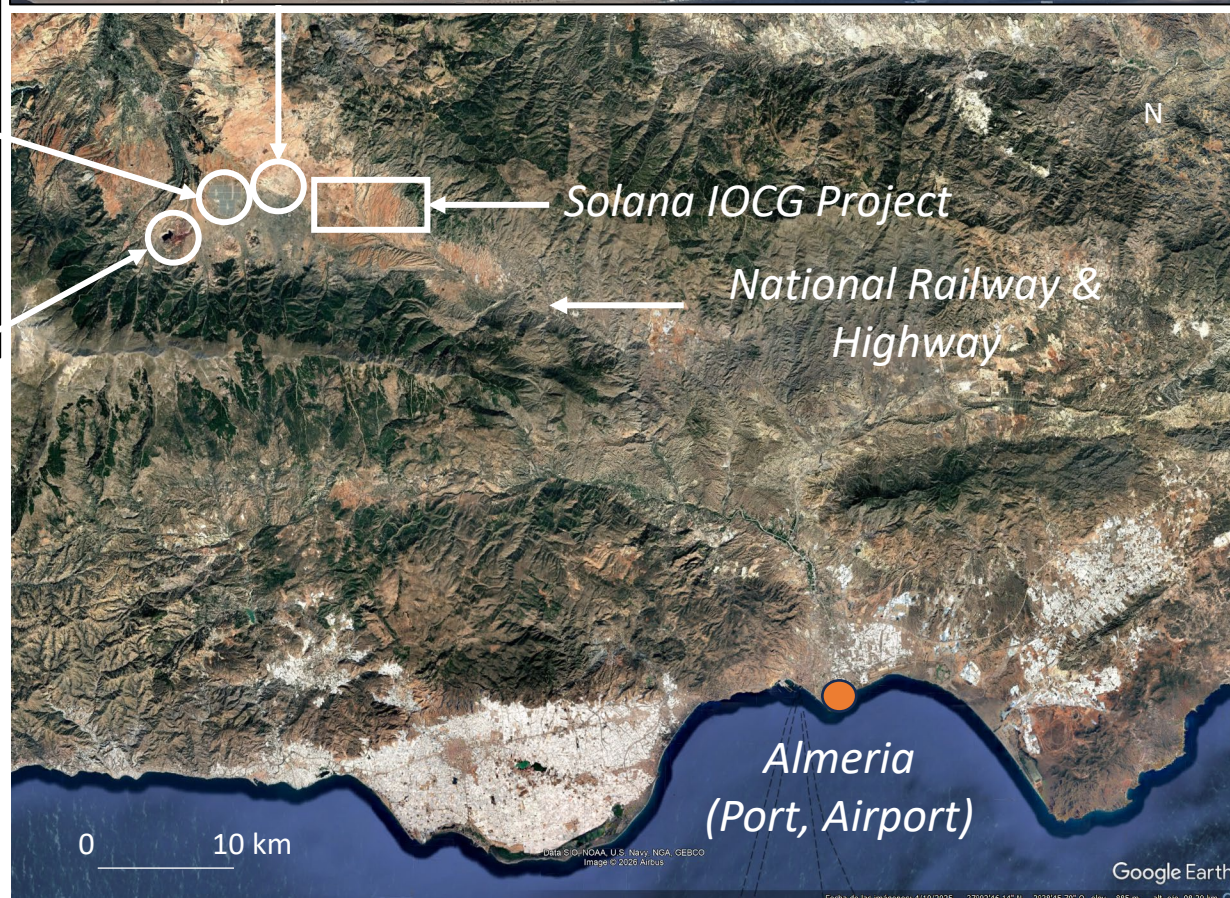 N
Solana IOCG Project
National Railway &
Highway
Almeria
(Port, Airport)
0 10 km
Data SIO, NOAA, U.S. Navy, NGA, GEBCO
Image © 2026 Airbus
Google Earth